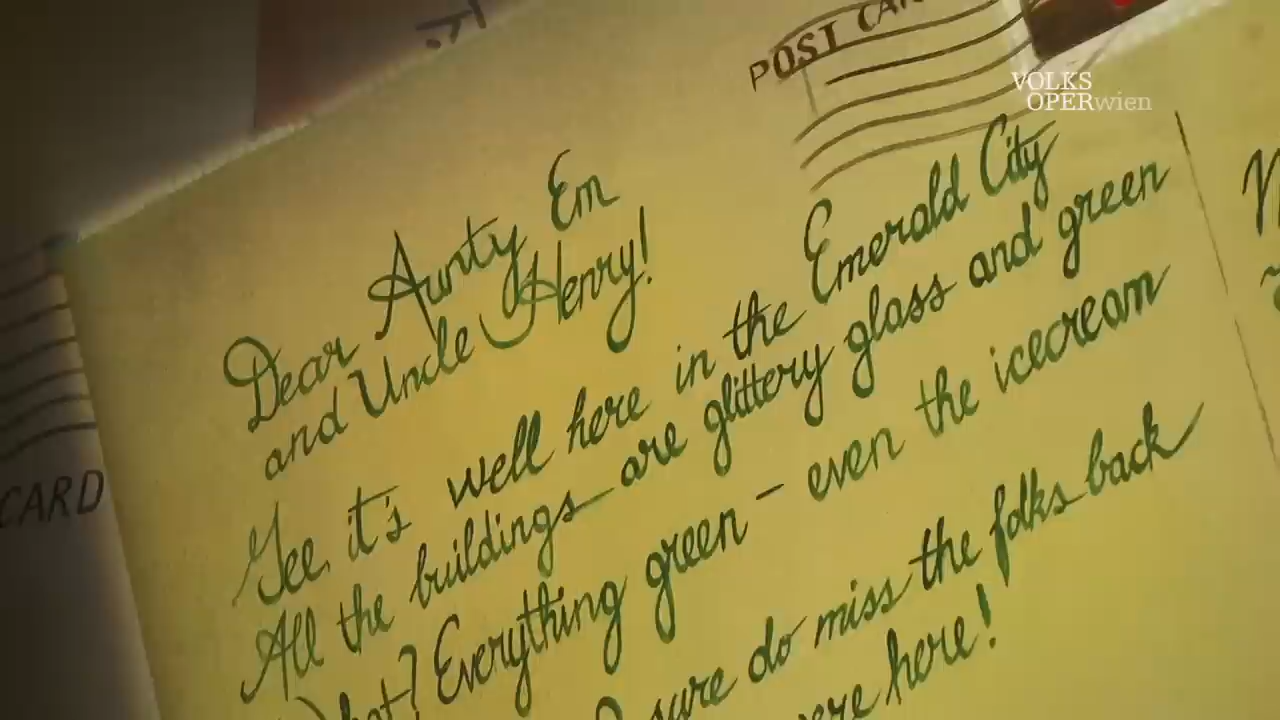 POST CAR
VOLKS
OPERwien
Dear Aunty Em
and Uncle Henry!
Gee, it's well here in the Emerald City
All the buildings are glittery glass and green
Everything green - even the icecream
sure do miss the folks back
here!
CARD